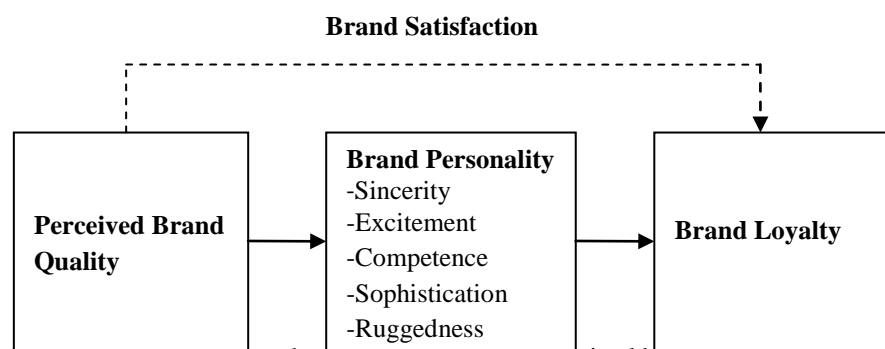 Brand Satisfaction
Brand Personality
-Sincerity
-Excitement
-Competence
-Sophistication
-Ruggedness
Perceived Brand
Quality
Brand Loyalty